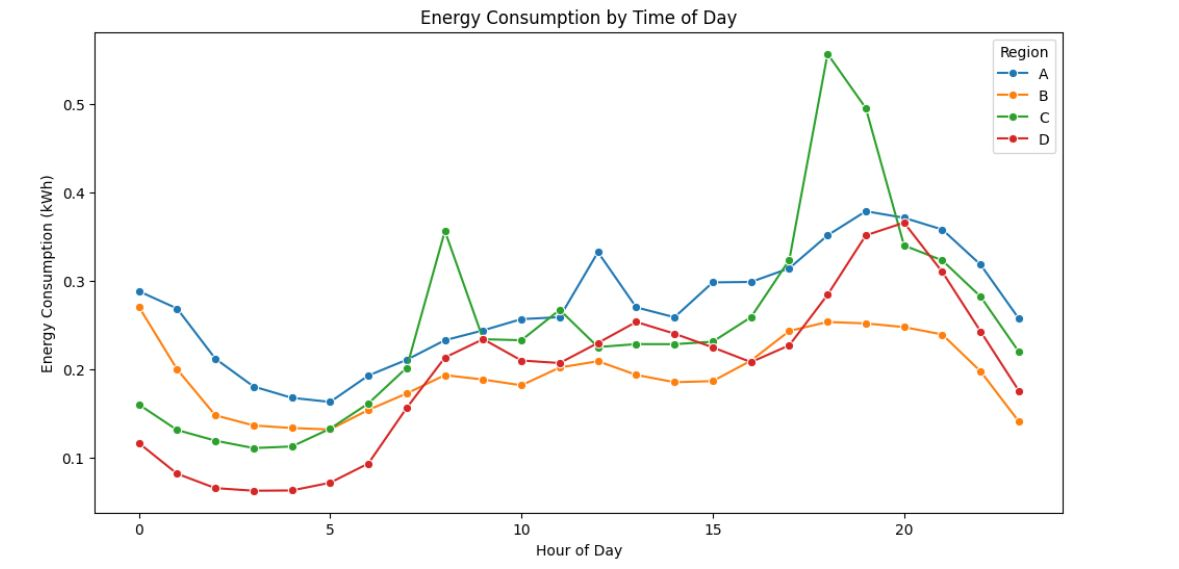 Energy Consumption by Time of Day
Region
A
B
C
D
0.5
0.4
0.3
0.2
0.1
Energy Consumption (kWh)
0 5 10 15 20
Hour of Day